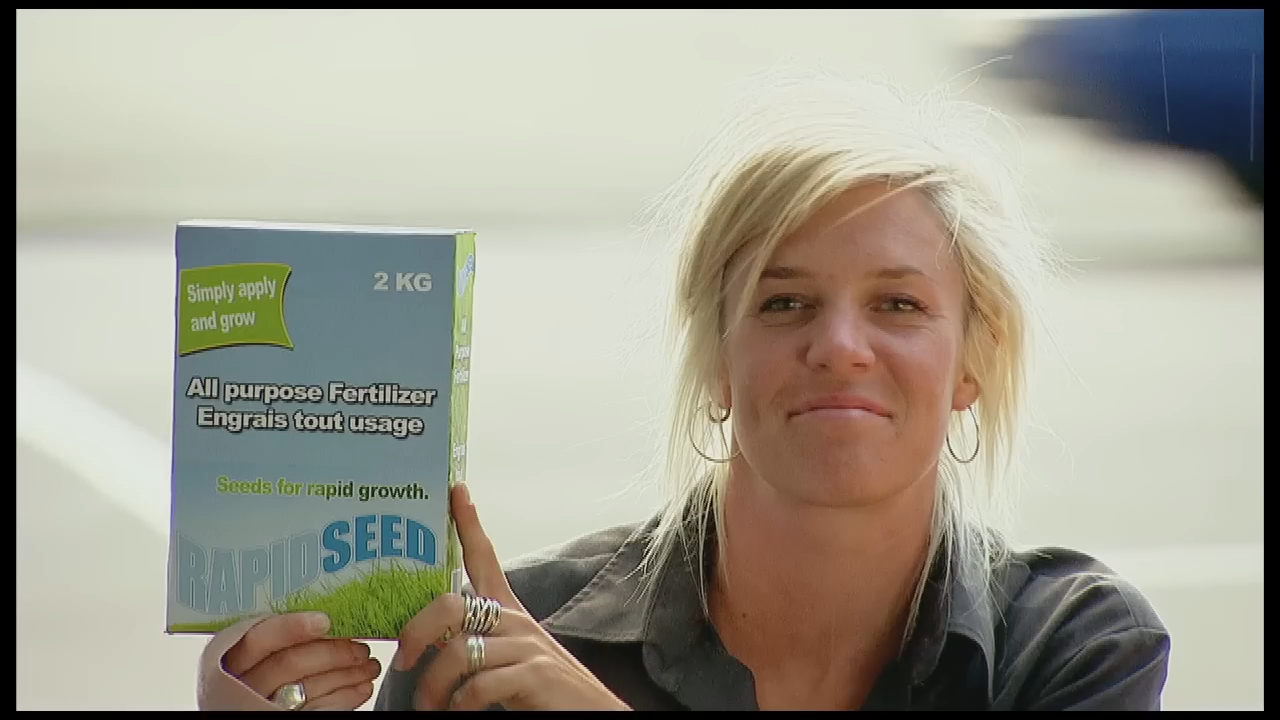 2 KG
Simply apply
and grow
All purpose Fertilizer
Engrais tout usage
Seeds for rapid growth.
RAPIDSEED